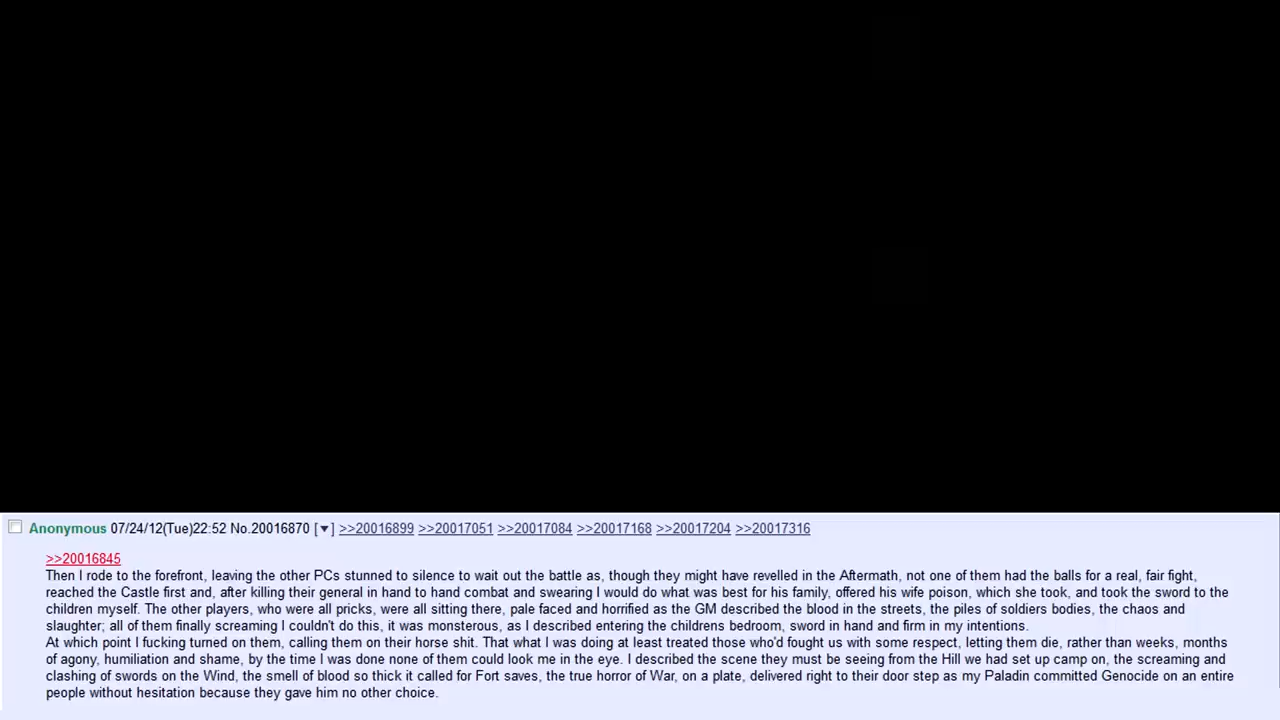 Anonymous 07/24/12(Tue)22:52 No.20016870 [▼] >>20016899 >>20017051 >>20017084 >>20017168 >>20017204 >>20017316
>>20016845
Then I rode to the forefront, leaving the other PCs stunned to silence to wait out the battle as, though they might have revelled in the Aftermath, not one of them had the balls for a real, fair fight,
reached the Castle first and, after killing their general in hand to hand combat and swearing I would do what was best for his family, offered his wife poison, which she took, and took the sword to the
children myself. The other players, who were all pricks, were all sitting there, pale faced and horrified as the GM described the blood in the streets, the piles of soldiers bodies, the chaos and
slaughter; all of them finally screaming I couldn't do this, it was monsterous, as I described entering the childrens bedroom, sword in hand and firm in my intentions.
At which point I fucking turned on them, calling them on their horse shit. That what I was doing at least treated those who'd fought us with some respect, letting them die, rather than weeks, months
of agony, humiliation and shame, by the time I was done none of them could look me in the eye. I described the scene they must be seeing from the Hill we had set up camp on, the screaming and
clashing of swords on the Wind, the smell of blood so thick it called for Fort saves, the true horror of War, on a plate, delivered right to their door step as my Paladin committed Genocide on an entire
people without hesitation because they gave him no other choice.